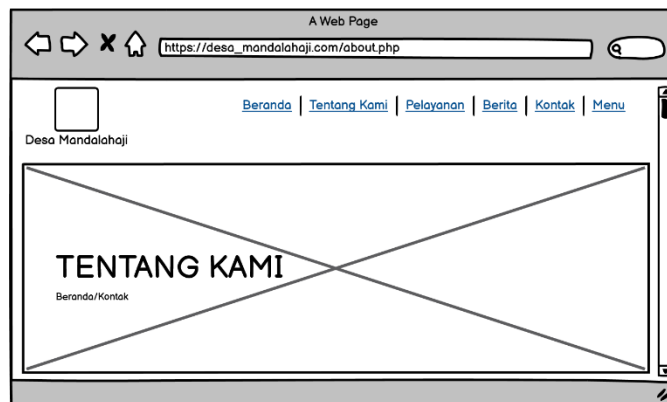 A Web Page
https://desa_mandalahaji.com/about.php
Beranda | Tentang Kami | Pelayanan | Berita | Kontak | Menu
Desa Mandalahaji
TENTANG KAMI
Beranda/Kontak